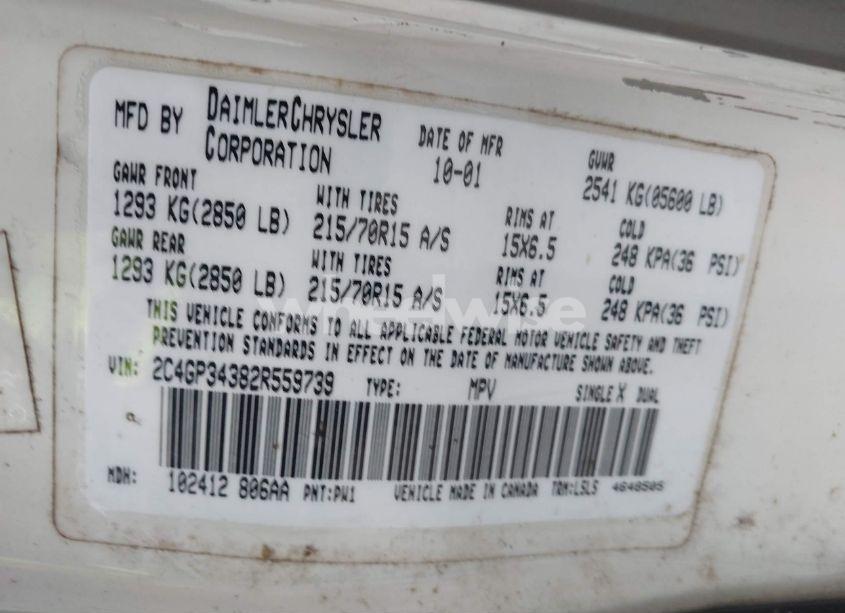 MFD BY DAIMLERCHRYSLER CORPORATION DATE OF MFR 10-01 GVWR 2541 KG(05600 LB)
GAWR FRONT WITH TIRES RIMS AT COLD
1293 KG(2850 LB) 215/70R15 A/S 15X6.5 248 KPA(36 PSI)
GAWR REAR WITH TIRES RIMS AT COLD
1293 KG(2850 LB) 215/70R15 A/S 15X6.5 248 KPA(36 PSI)
THIS VEHICLE CONFORMS TO ALL APPLICABLE FEDERAL MOTOR VEHICLE SAFETY AND THEFT
PREVENTION STANDARDS IN EFFECT ON THE DATE OF MANUFACTURE SHOWN ABOVE.
VIN: 2C4GP34382R559739 TYPE: MPV SINGLE X DUAL
MDH: 102412 806AA PNT:PW1 VEHICLE MADE IN CANADA TRM:L5LS 4648505
wheelwise